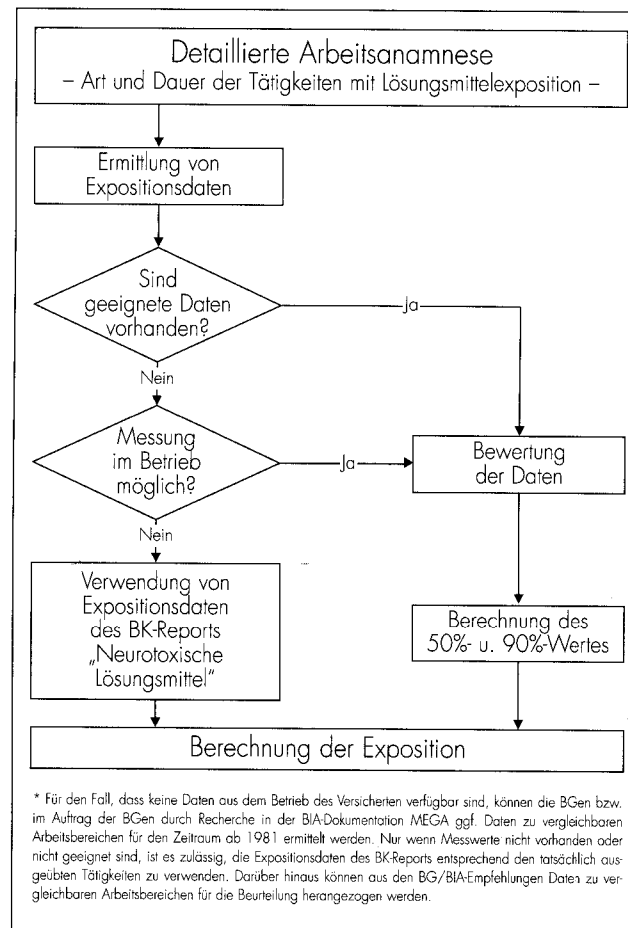 Detaillierte Arbeitsanamnese
– Art und Dauer der Tätigkeiten mit Lösungsmittelexposition –
Ermittlung von
Expositionsdaten
Sind
geeignete Daten
vorhanden?
Ja
Nein
Messung
im Betrieb
möglich?
Ja
Bewertung
der Daten
Nein
Verwendung von
Expositionsdaten
des BK-Reports
„Neurotoxische
Lösungsmittel"
Berechnung des
50%- u. 90%-Wertes
Berechnung der Exposition
* Für den Fall, dass keine Daten aus dem Betrieb des Versicherten verfügbar sind, können die BGen bzw.
im Auftrag der BGen durch Recherche in der BIA-Dokumentation MEGA ggf. Daten zu vergleichbaren
Arbeitsbereichen für den Zeitraum ab 1981 ermittelt werden. Nur wenn Messwerte nicht vorhanden oder
nicht geeignet sind, ist es zulässig, die Expositionsdaten des BK-Reports entsprechend den tatsächlich aus-
geübten Tätigkeiten zu verwenden. Darüber hinaus können aus den BG/BIA-Empfehlungen Daten zu ver-
gleichbaren Arbeitsbereichen für die Beurteilung herangezogen werden.